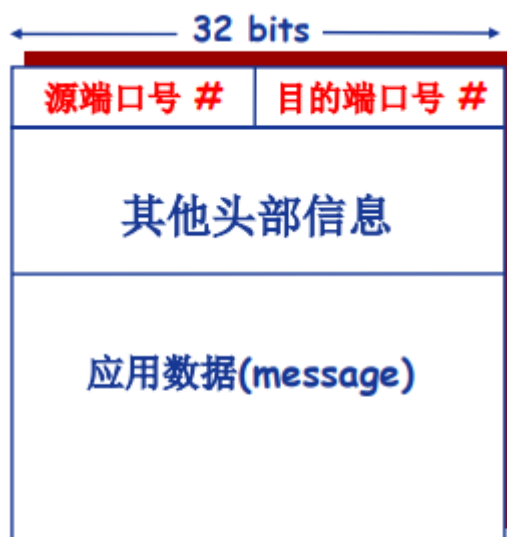 32 bits
源端口号 # 目的端口号 #
其他头部信息
应用数据(message)